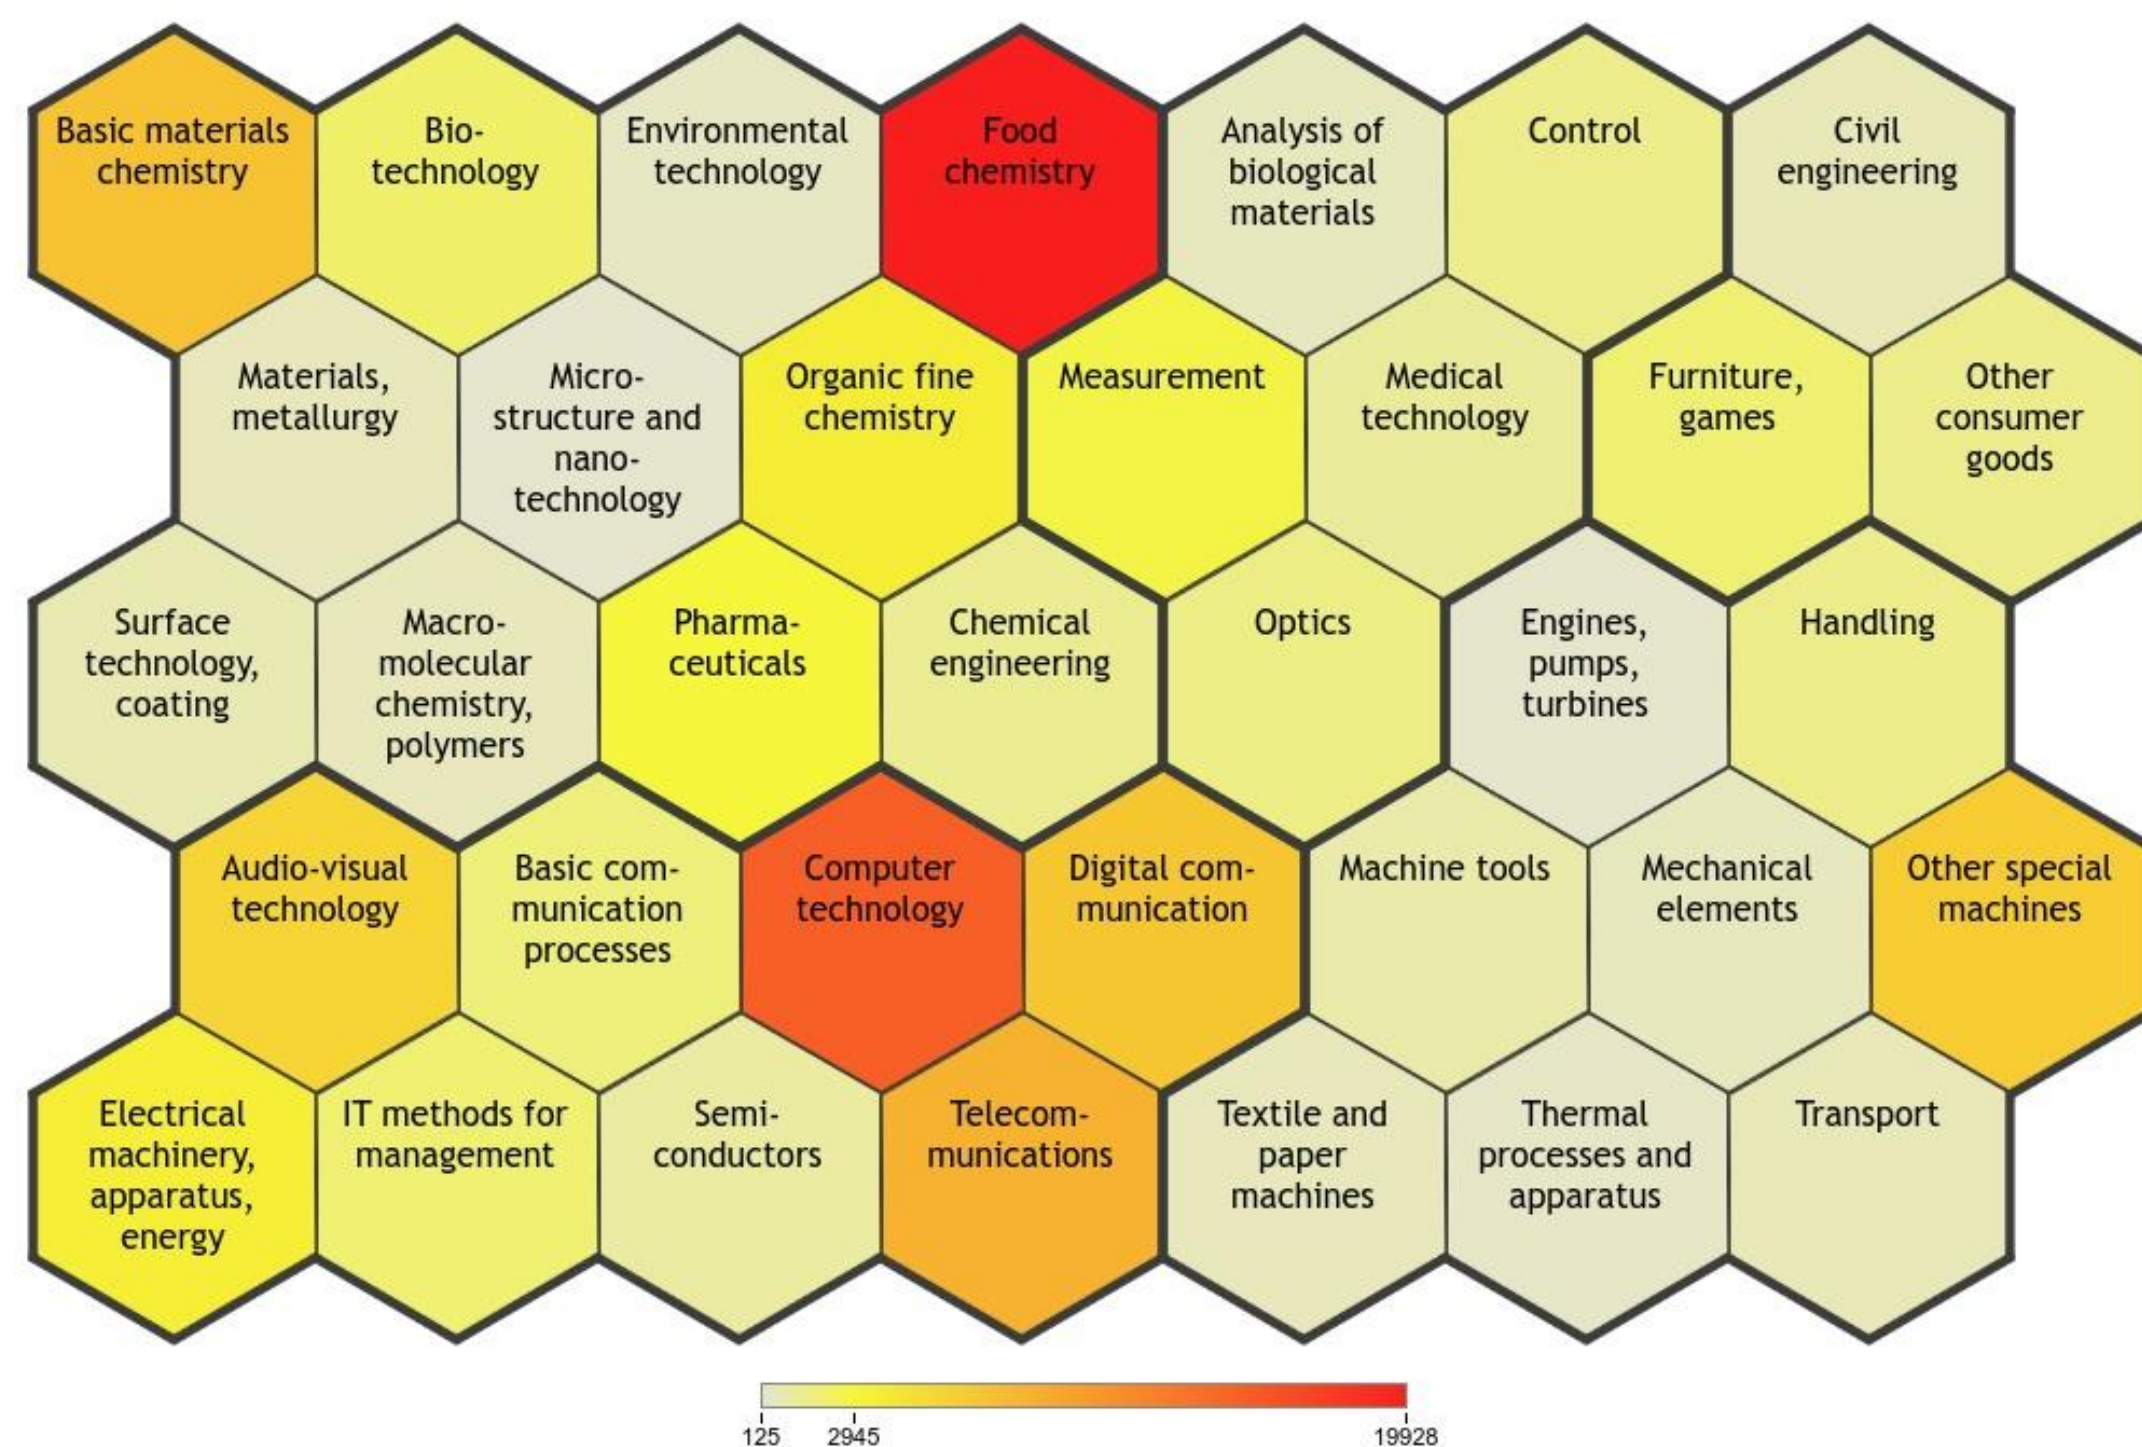 Basic materials
chemistry
Bio-
technology
Environmental
technology
Food
chemistry
Analysis of
biological
materials
Control
Civil
engineering
Materials,
metallurgy
Micro-
structure and
nano-
technology
Organic fine
chemistry
Measurement
Medical
technology
Furniture,
games
Other
consumer
goods
Surface
technology,
coating
Macro-
molecular
chemistry,
polymers
Pharma-
ceuticals
Chemical
engineering
Optics
Engines,
pumps,
turbines
Handling
Audio-visual
technology
Basic com-
munication
processes
Computer
technology
Digital com-
munication
Machine tools
Mechanical
elements
Other special
machines
Electrical
machinery,
apparatus,
energy
IT methods for
management
Semi-
conductors
Telecom-
munications
Textile and
paper
machines
Thermal
processes and
apparatus
Transport
125 2945 19928